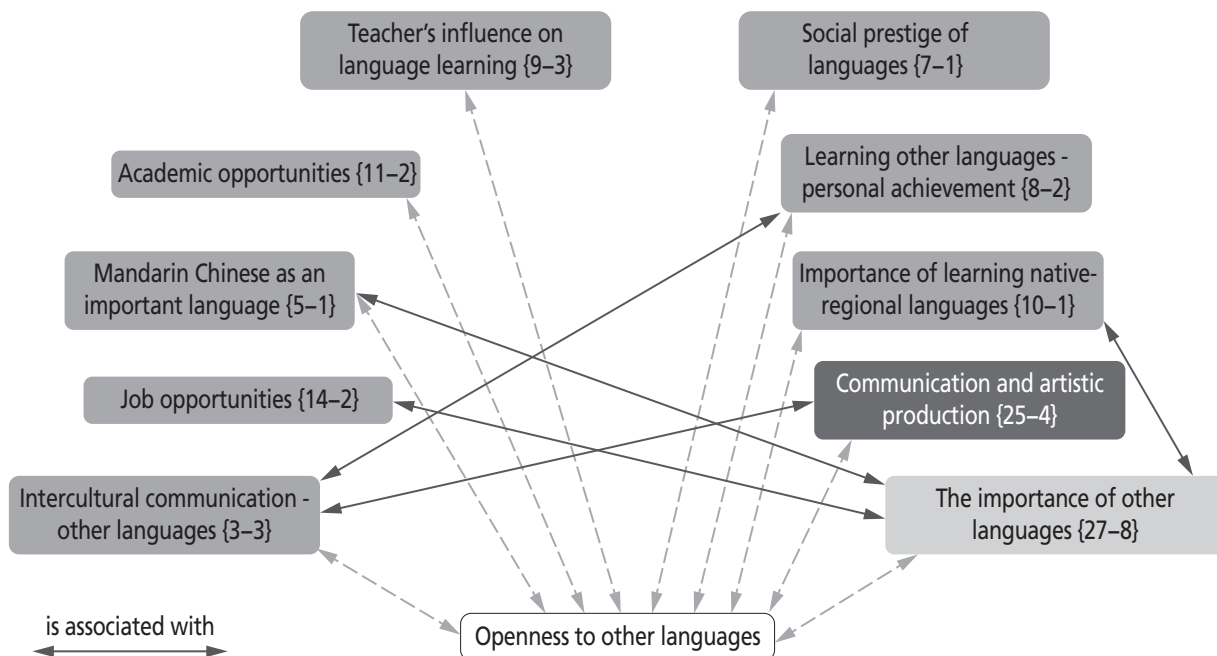 Teacher's influence on
language learning {9–3}
Social prestige of
languages {7–1}
Academic opportunities {11–2}
Learning other languages -
personal achievement {8–2}
Mandarin Chinese as an
important language {5–1}
Importance of learning native-
regional languages {10–1}
Job opportunities {14–2}
Communication and artistic
production {25–4}
Intercultural communication -
other languages {3–3}
The importance of other
languages {27–8}
is associated with
Openness to other languages